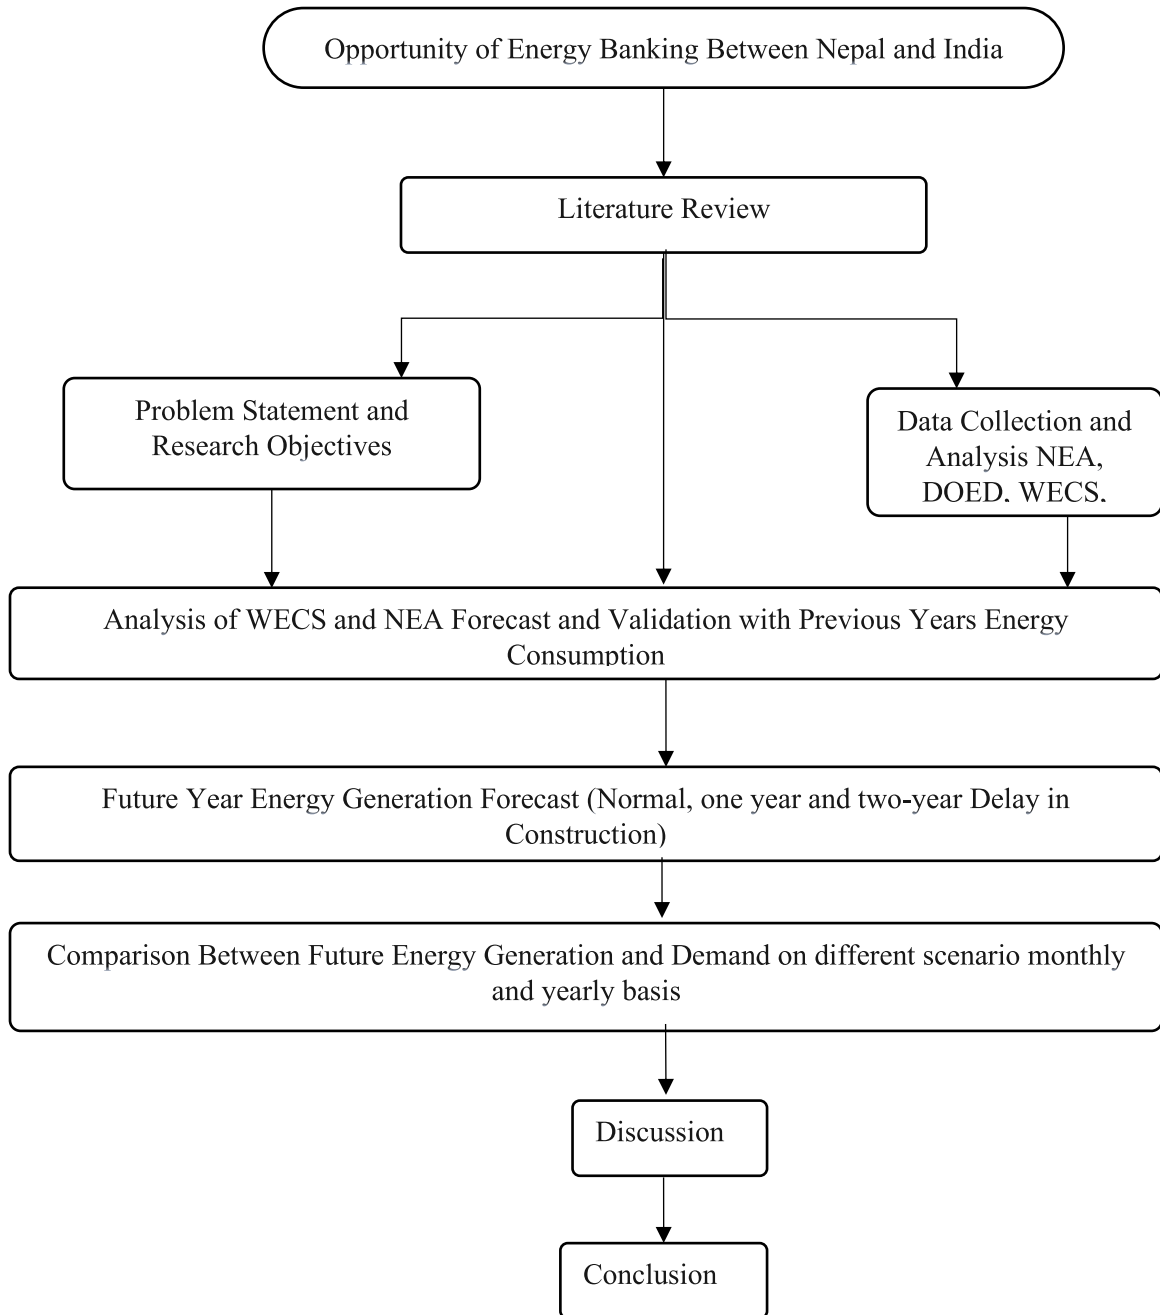 Opportunity of Energy Banking Between Nepal and India
Literature Review
Problem Statement and
Research Objectives
Data Collection and
Analysis NEA,
DOED, WECS,
Analysis of WECS and NEA Forecast and Validation with Previous Years Energy
Consumption
Future Year Energy Generation Forecast (Normal, one year and two-year Delay in
Construction)
Comparison Between Future Energy Generation and Demand on different scenario monthly
and yearly basis
Discussion
Conclusion